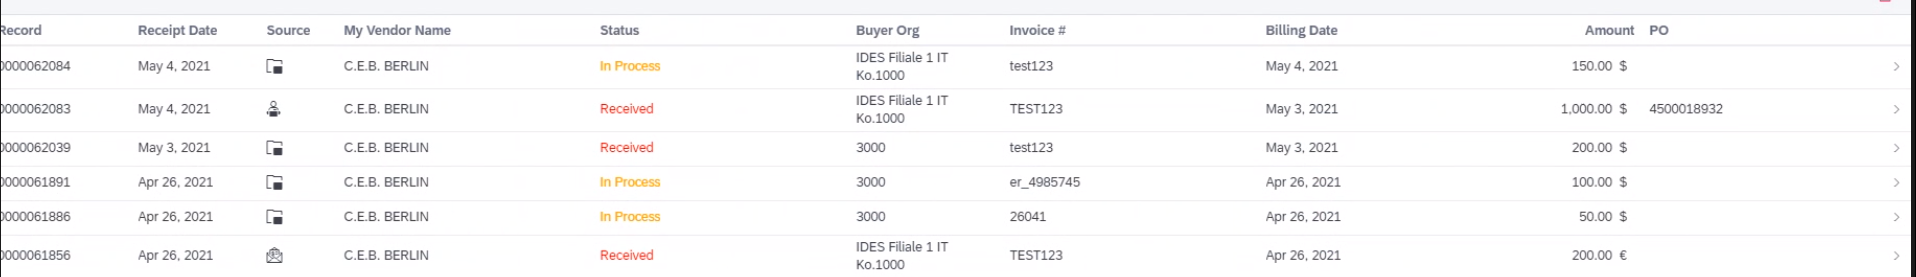 Record Receipt Date Source My Vendor Name Status Buyer Org Invoice # Billing Date Amount PO
0000062084 May 4, 2021 C.E.B. BERLIN In Process IDES Filiale 1 IT Ko.1000 test123 May 4, 2021 150.00 $
0000062083 May 4, 2021 C.E.B. BERLIN Received IDES Filiale 1 IT Ko.1000 TEST123 May 3, 2021 1,000.00 $ 4500018932
0000062039 May 3, 2021 C.E.B. BERLIN Received 3000 test123 May 3, 2021 200.00 $
0000061891 Apr 26, 2021 C.E.B. BERLIN In Process 3000 er_4985745 Apr 26, 2021 100.00 $
0000061886 Apr 26, 2021 C.E.B. BERLIN In Process 3000 26041 Apr 26, 2021 50.00 $
0000061856 Apr 26, 2021 C.E.B. BERLIN Received IDES Filiale 1 IT Ko.1000 TEST123 Apr 26, 2021 200.00 €